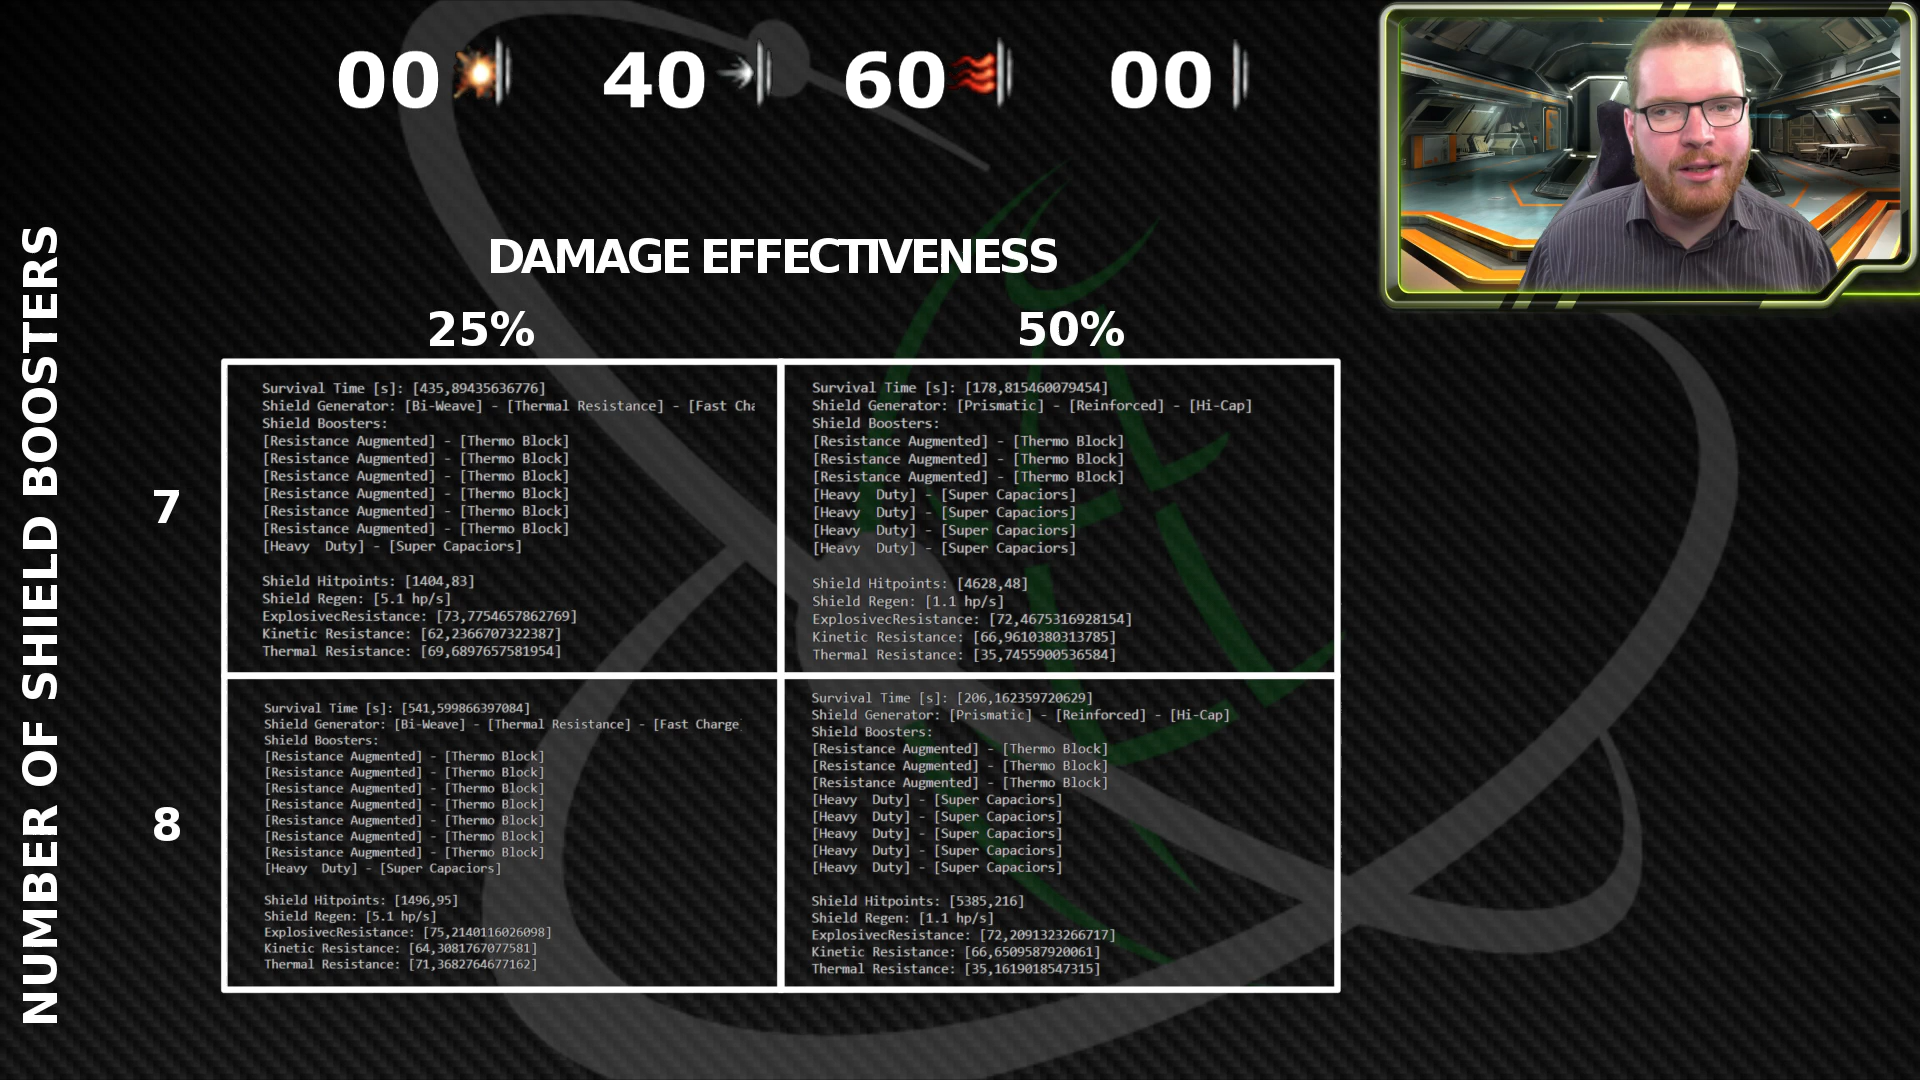 00 40 60 00
DAMAGE EFFECTIVENESS
25% 50%
NUMBER OF SHIELD BOOSTERS
7
Survival Time [s]: [435,89435636776]
Shield Generator: [Bi-Weave] - [Thermal Resistance] - [Fast Cha
Shield Boosters:
[Resistance Augmented] - [Thermo Block]
[Resistance Augmented] - [Thermo Block]
[Resistance Augmented] - [Thermo Block]
[Resistance Augmented] - [Thermo Block]
[Resistance Augmented] - [Thermo Block]
[Resistance Augmented] - [Thermo Block]
[Heavy  Duty] - [Super Capaciors]
Shield Hitpoints: [1404,83]
Shield Regen: [5.1 hp/s]
ExplosivecResistance: [73,7754657862769]
Kinetic Resistance: [62,2366707322387]
Thermal Resistance: [69,6897657581954]
Survival Time [s]: [178,815460079454]
Shield Generator: [Prismatic] - [Reinforced] - [Hi-Cap]
Shield Boosters:
[Resistance Augmented] - [Thermo Block]
[Resistance Augmented] - [Thermo Block]
[Resistance Augmented] - [Thermo Block]
[Heavy  Duty] - [Super Capaciors]
[Heavy  Duty] - [Super Capaciors]
[Heavy  Duty] - [Super Capaciors]
[Heavy  Duty] - [Super Capaciors]
Shield Hitpoints: [4628,48]
Shield Regen: [1.1 hp/s]
ExplosivecResistance: [72,4675316928154]
Kinetic Resistance: [66,9610380313785]
Thermal Resistance: [35,7455900536584]
8
Survival Time [s]: [541,599866397084]
Shield Generator: [Bi-Weave] - [Thermal Resistance] - [Fast Charge
Shield Boosters:
[Resistance Augmented] - [Thermo Block]
[Resistance Augmented] - [Thermo Block]
[Resistance Augmented] - [Thermo Block]
[Resistance Augmented] - [Thermo Block]
[Resistance Augmented] - [Thermo Block]
[Resistance Augmented] - [Thermo Block]
[Resistance Augmented] - [Thermo Block]
[Heavy  Duty] - [Super Capaciors]
Shield Hitpoints: [1496,95]
Shield Regen: [5.1 hp/s]
ExplosivecResistance: [75,2140116026098]
Kinetic Resistance: [64,3081767077581]
Thermal Resistance: [71,3682764677162]
Survival Time [s]: [206,162359720629]
Shield Generator: [Prismatic] - [Reinforced] - [Hi-Cap]
Shield Boosters:
[Resistance Augmented] - [Thermo Block]
[Resistance Augmented] - [Thermo Block]
[Resistance Augmented] - [Thermo Block]
[Heavy  Duty] - [Super Capaciors]
[Heavy  Duty] - [Super Capaciors]
[Heavy  Duty] - [Super Capaciors]
[Heavy  Duty] - [Super Capaciors]
[Heavy  Duty] - [Super Capaciors]
Shield Hitpoints: [5385,216]
Shield Regen: [1.1 hp/s]
ExplosivecResistance: [72,2091323266717]
Kinetic Resistance: [66,6509587920061]
Thermal Resistance: [35,1619018547315]